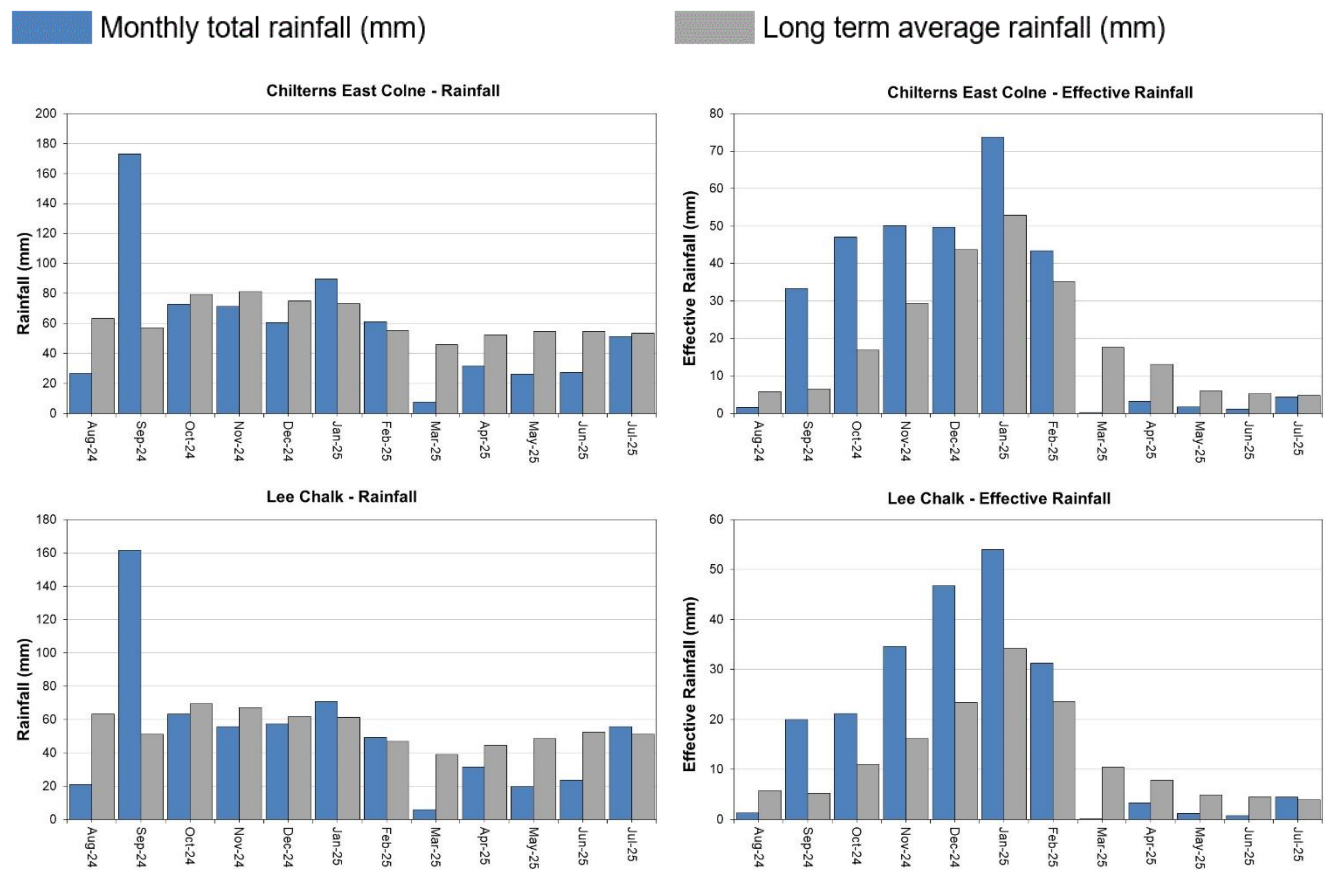 Monthly total rainfall (mm)
Long term average rainfall (mm)
Chilterns East Colne - Rainfall
Rainfall (mm)
200
180
160
140
120
100
80
60
40
20
0
Aug-24
Sep-24
Oct-24
Nov-24
Dec-24
Jan-25
Feb-25
Mar-25
Apr-25
May-25
Jun-25
Jul-25
Chilterns East Colne - Effective Rainfall
Effective Rainfall (mm)
80
70
60
50
40
30
20
10
0
Aug-24
Sep-24
Oct-24
Nov-24
Dec-24
Jan-25
Feb-25
Mar-25
Apr-25
May-25
Jun-25
Jul-25
Lee Chalk - Rainfall
Rainfall (mm)
180
160
140
120
100
80
60
40
20
0
Aug-24
Sep-24
Oct-24
Nov-24
Dec-24
Jan-25
Feb-25
Mar-25
Apr-25
May-25
Jun-25
Jul-25
Lee Chalk - Effective Rainfall
Effective Rainfall (mm)
60
50
40
30
20
10
0
Aug-24
Sep-24
Oct-24
Nov-24
Dec-24
Jan-25
Feb-25
Mar-25
Apr-25
May-25
Jun-25
Jul-25